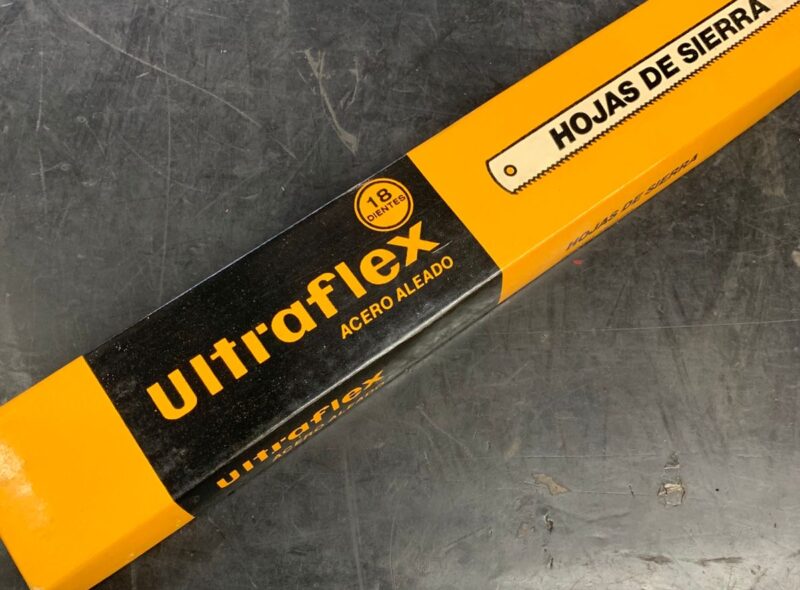 HOJAS DE SIERRA
HOJAS DE SIERRA
18
DIENTES
Ultraflex
ACERO ALEADO
Ultraflex
ACERO ALEADO